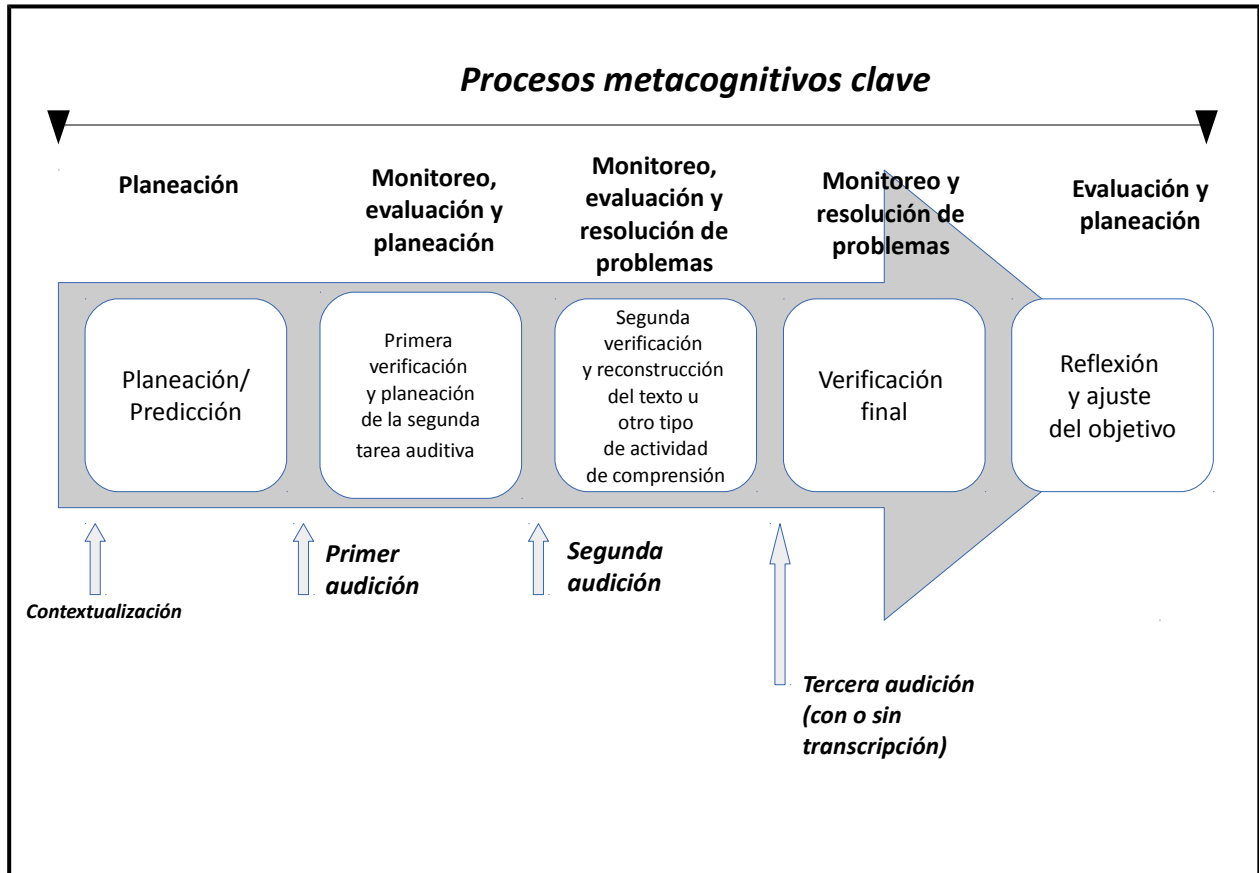 Procesos metacognitivos clave
Planeación
Monitoreo,
evaluación y
planeación
Monitoreo,
evaluación y
resolución de
problemas
Monitoreo y
resolución de
problemas
Evaluación y
planeación
Planeación/
Predicción
Primera
verificación
y planeación
de la segunda
tarea auditiva
Segunda
verificación
y reconstrucción
del texto u
otro tipo
de actividad
de comprensión
Verificación
final
Reflexión
y ajuste
del objetivo
Contextualización
Primer
audición
Segunda
audición
Tercera audición
(con o sin
transcripción)